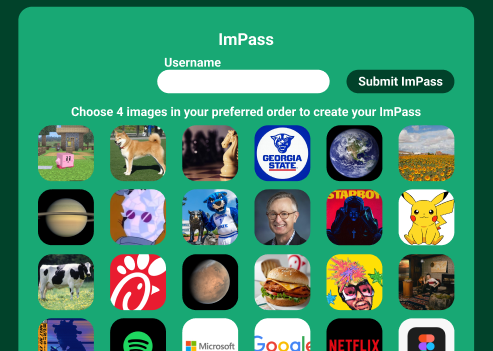 ImPass
Username
Submit ImPass
Choose 4 images in your preferred order to create your ImPass
GEORGIA
STATE
STARBOY
Microsoft
Google
NETFLIX